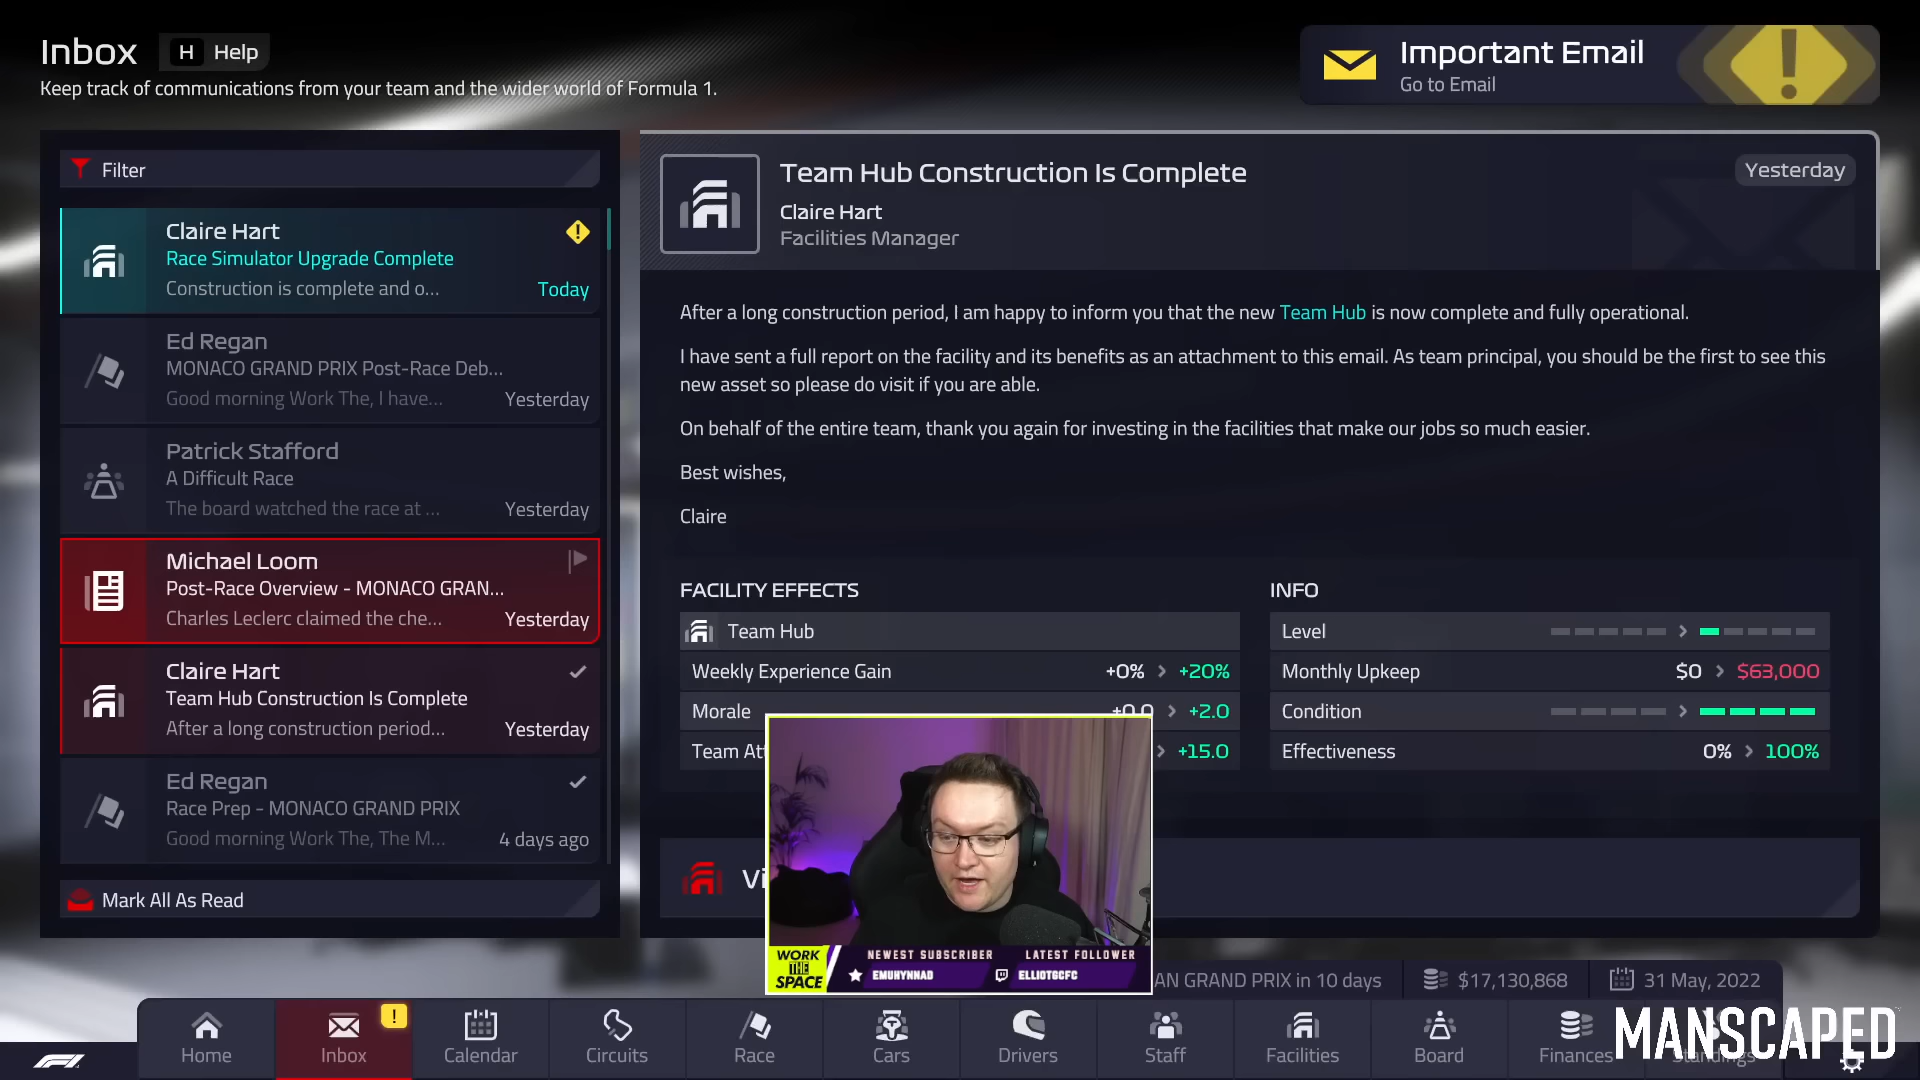 Inbox
H Help
Keep track of communications from your team and the wider world of Formula 1.
Important Email
Go to Email
Filter
Claire Hart
Race Simulator Upgrade Complete
Construction is complete and o...
Today
Ed Regan
MONACO GRAND PRIX Post-Race Deb...
Good morning Work The, I have...
Yesterday
Patrick Stafford
A Difficult Race
The board watched the race at ...
Yesterday
Michael Loom
Post-Race Overview - MONACO GRAN...
Charles Leclerc claimed the che...
Yesterday
Claire Hart
Team Hub Construction Is Complete
After a long construction period...
Yesterday
Ed Regan
Race Prep - MONACO GRAND PRIX
Good morning Work The, The M...
4 days ago
Mark All As Read
Team Hub Construction Is Complete
Claire Hart
Facilities Manager
Yesterday
After a long construction period, I am happy to inform you that the new Team Hub is now complete and fully operational.
I have sent a full report on the facility and its benefits as an attachment to this email. As team principal, you should be the first to see this
new asset so please do visit if you are able.
On behalf of the entire team, thank you again for investing in the facilities that make our jobs so much easier.
Best wishes,
Claire
FACILITY EFFECTS
Team Hub
Weekly Experience Gain +0% > +20%
Morale +0.0 > +2.0
Team Att > +15.0
INFO
Level
Monthly Upkeep $0 > $63,000
Condition
Effectiveness 0% > 100%
Vi
WORK THE SPACE
NEWEST SUBSCRIBER
EMUHYNNAD
LATEST FOLLOWER
ELLIOTGCFC
AN GRAND PRIX in 10 days
$17,130,868
31 May, 2022
Home
Inbox
Calendar
Circuits
Race
Cars
Drivers
Staff
Facilities
Board
Finances
Standings
MANSCAPED